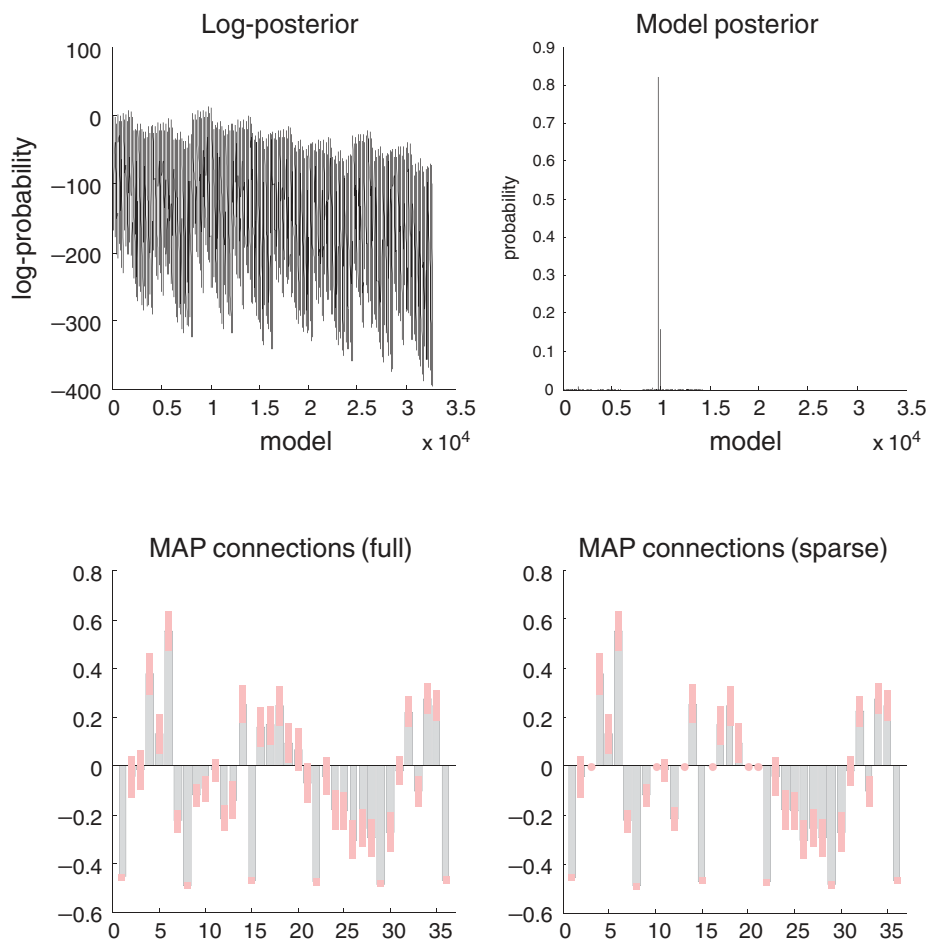 Log-posterior
100
0
−100
−200
−300
−400
log-probability
0 0.5 1 1.5 2 2.5 3 3.5
model
x 10⁴
Model posterior
0.9
0.8
0.7
0.6
0.5
0.4
0.3
0.2
0.1
0
probability
0 0.5 1 1.5 2 2.5 3 3.5
model
x 10⁴
MAP connections (full)
0.8
0.6
0.4
0.2
0
−0.2
−0.4
−0.6
0 5 10 15 20 25 30 35
MAP connections (sparse)
0.8
0.6
0.4
0.2
0
−0.2
−0.4
−0.6
0 5 10 15 20 25 30 35